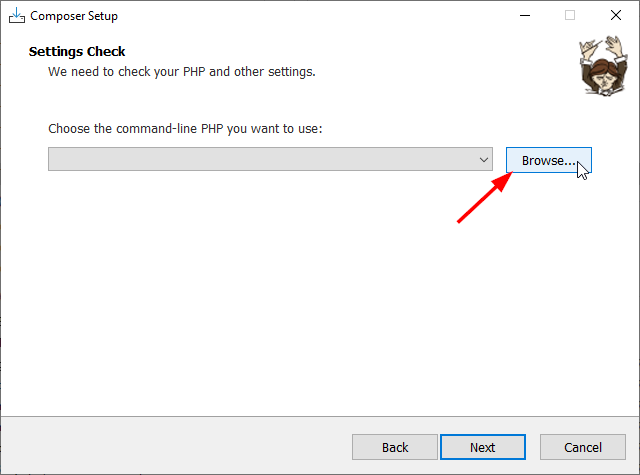 Composer Setup
Settings Check
We need to check your PHP and other settings.
Choose the command-line PHP you want to use:
Browse...
Back
Next
Cancel